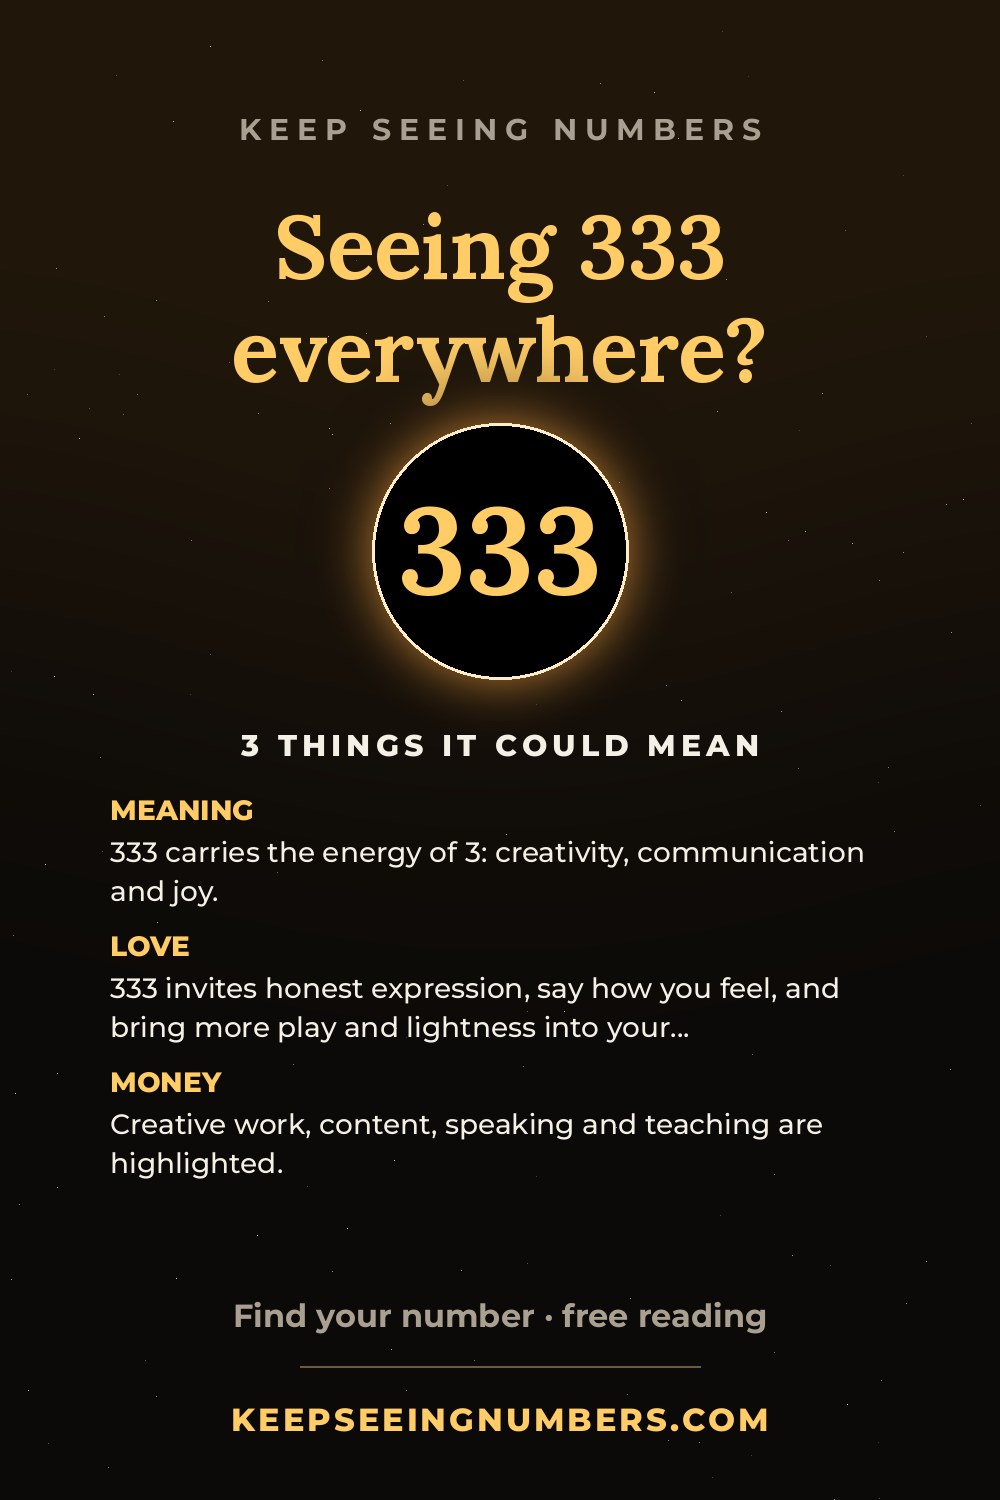 KEEP SEEING NUMBERS
Seeing 333
everywhere?
333
3 THINGS IT COULD MEAN
MEANING
333 carries the energy of 3: creativity, communication
and joy.
LOVE
333 invites honest expression, say how you feel, and
bring more play and lightness into your...
MONEY
Creative work, content, speaking and teaching are
highlighted.
Find your number · free reading
KEEPSEEINGNUMBERS.COM